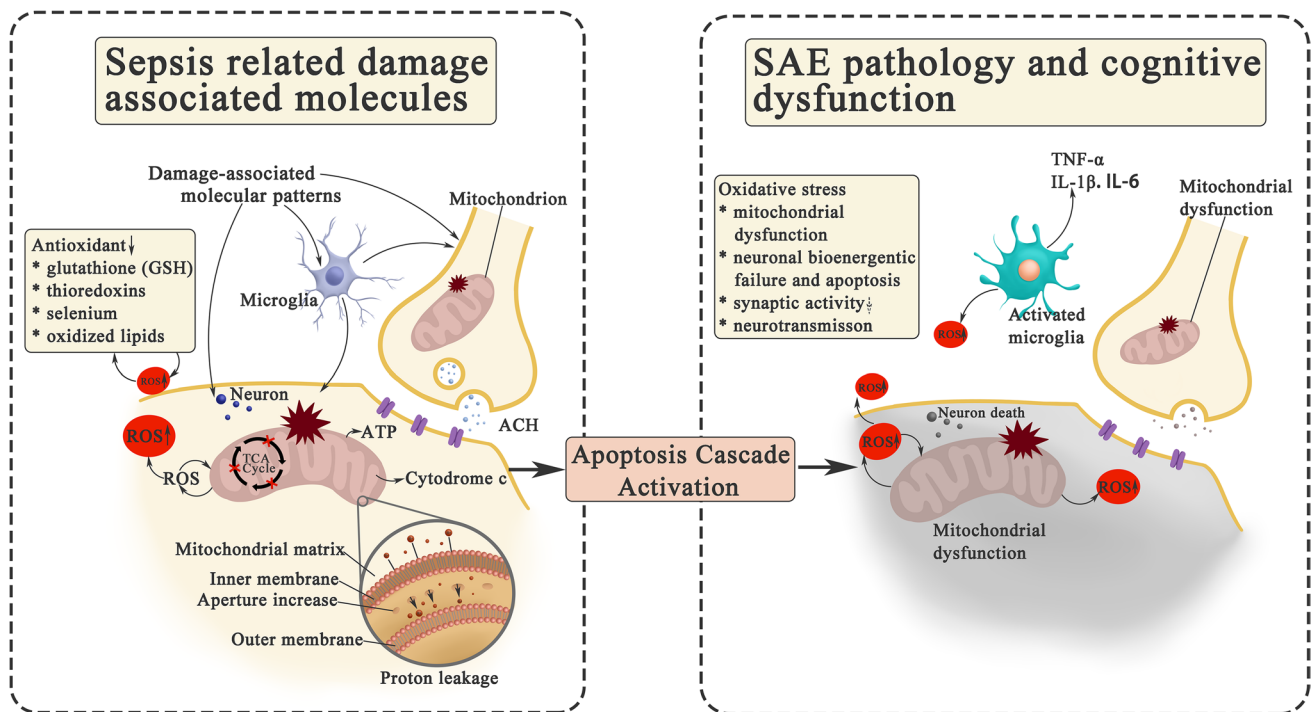 Sepsis related damage
associated molecules
Damage-associated
molecular patterns
Mitochondrion
Antioxidant↓
* glutathione (GSH)
* thioredoxins
* selenium
* oxidized lipids
Microglia
ROS↑
Neuron
ROS↑
ATP
ACH
TCA
Cycle
ROS
Cytodrome c
Mitochondrial matrix
Inner membrane
Aperture increase
Outer membrane
Proton leakage
Apoptosis Cascade
Activation
SAE pathology and cognitive
dysfunction
TNF-α
IL-1β. IL-6
Oxidative stress
* mitochondrial
dysfunction
* neuronal bioenergentic
failure and apoptosis
* synaptic activity↓
* neurotransmisson
Mitochondrial
dysfunction
Activated
microglia
ROS↑
ROS↑
Neuron death
ROS↑
ROS↑
Mitochondrial
dysfunction